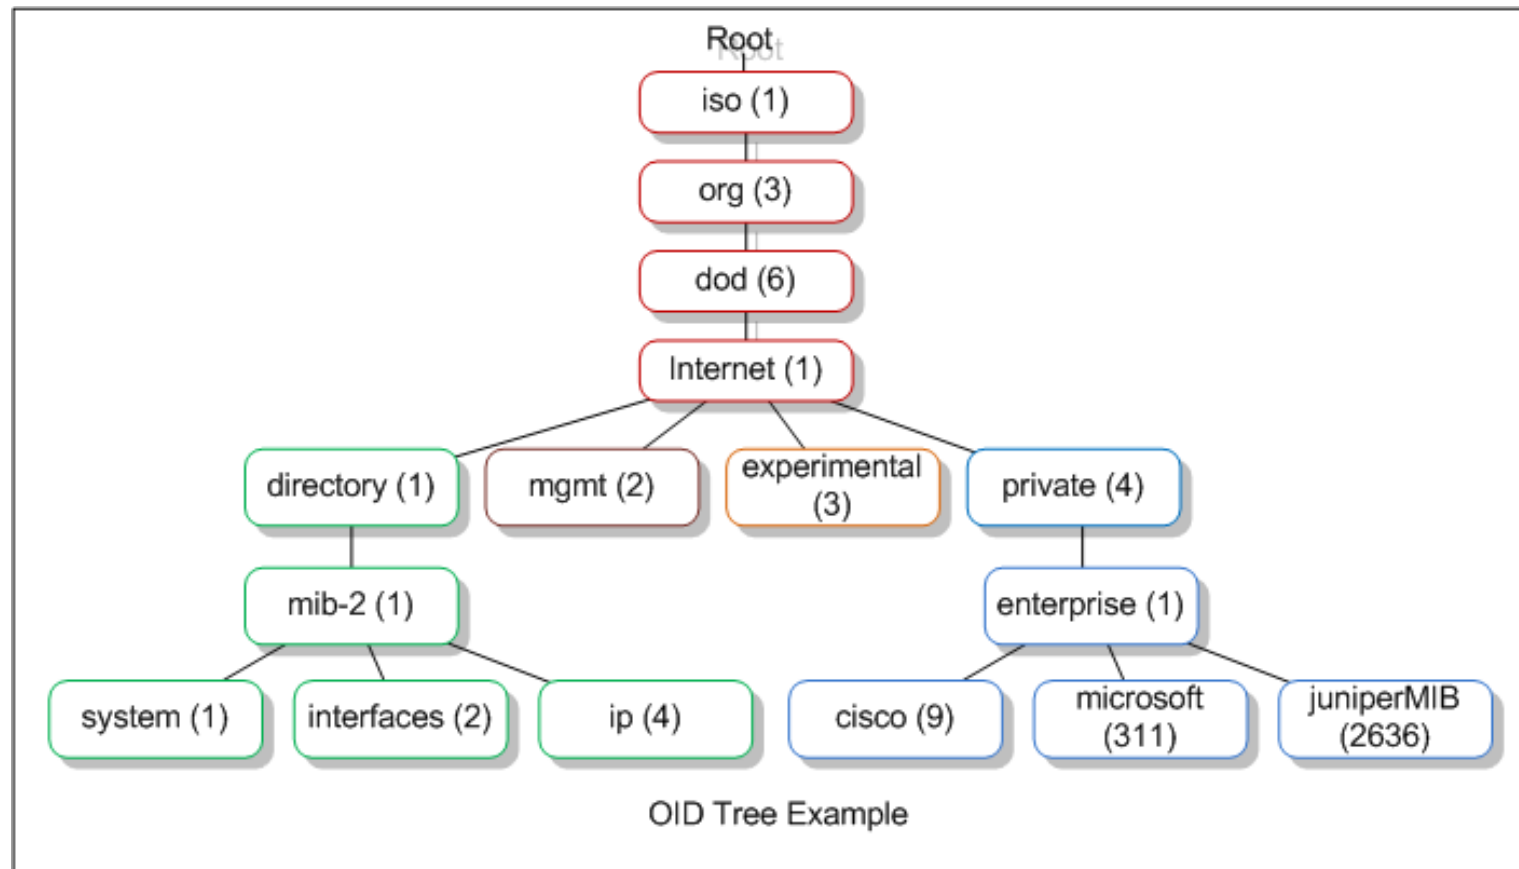 Root
iso (1)
org (3)
dod (6)
Internet (1)
directory (1)
mgmt (2)
experimental
(3)
private (4)
mib-2 (1)
enterprise (1)
system (1)
interfaces (2)
ip (4)
cisco (9)
microsoft
(311)
juniperMIB
(2636)
OID Tree Example